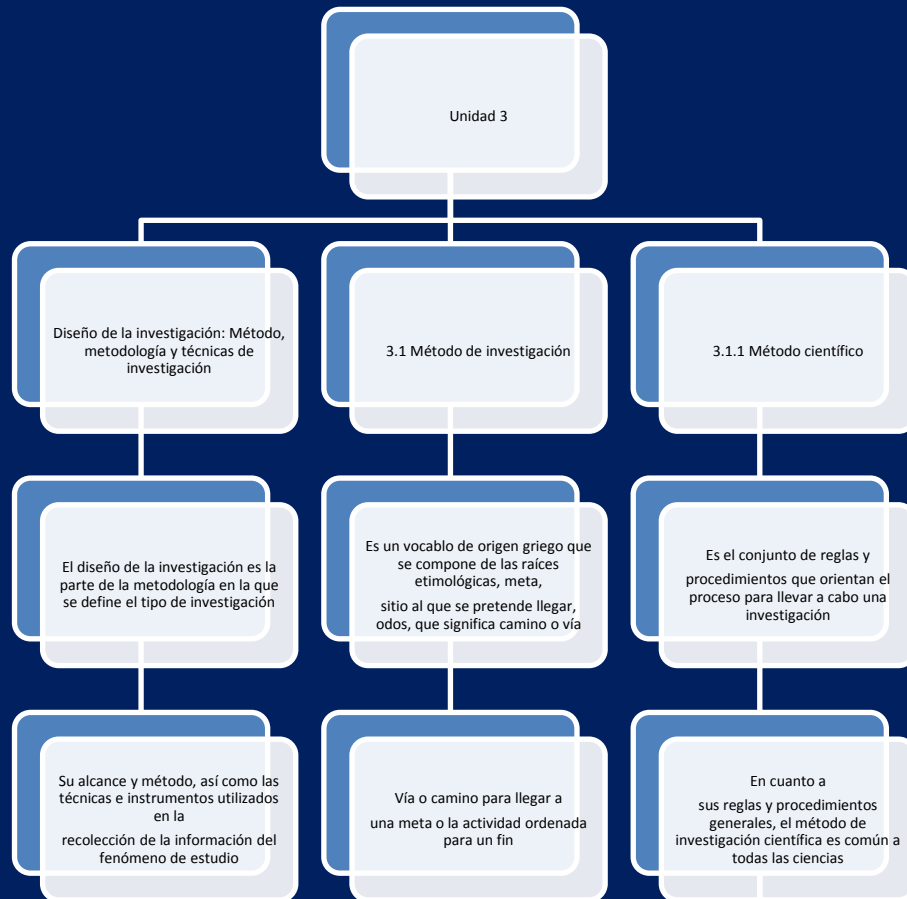 Unidad 3
Diseño de la investigación: Método,
metodología y técnicas de
investigación
3.1 Método de investigación
3.1.1 Método científico
El diseño de la investigación es la
parte de la metodología en la que
se define el tipo de investigación
Es un vocablo de origen griego que
se compone de las raíces
etimológicas, meta,
sitio al que se pretende llegar,
odos, que significa camino o vía
Es el conjunto de reglas y
procedimientos que orientan el
proceso para llevar a cabo una
investigación
Su alcance y método, así como las
técnicas e instrumentos utilizados
en la
recolección de la información del
fenómeno de estudio
Vía o camino para llegar a
una meta o la actividad ordenada
para un fin
En cuanto a
sus reglas y procedimientos
generales, el método de
investigación científica es común a
todas las ciencias